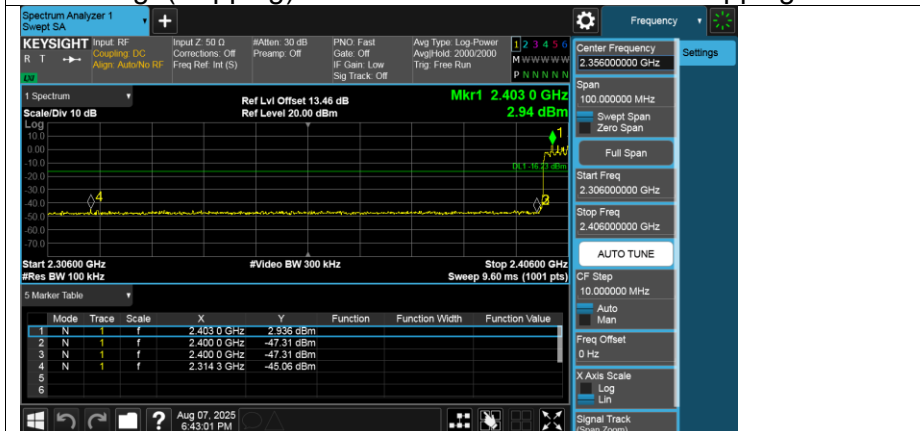 Spectrum Analyzer 1
Swept SA
Frequency
KEYSIGHT
R T
LXI
Input: RF
Coupling: DC
Align: Auto/No RF
Input Z: 50 Ω
Corrections: Off
Freq Ref: Int (S)
#Atten: 30 dB
Preamp: Off
PNO: Fast
Gate: Off
IF Gain: Low
Sig Track: Off
Avg Type: Log-Power
Avg|Hold: 2000/2000
Trig: Free Run
1 2 3 4 5 6
M W W W W W
P N N N N N
1 Spectrum
Scale/Div 10 dB
Ref Lvl Offset 13.46 dB
Ref Level 20.00 dBm
Mkr1 2.403 0 GHz
2.94 dBm
Log
10.0
0.00
-10.0
-20.0
-30.0
-40.0
-50.0
-60.0
-70.0
1
DL1 -16.23 dBm
4
Start 2.30600 GHz
#Res BW 100 kHz
#Video BW 300 kHz
Stop 2.40600 GHz
Sweep 9.60 ms (1001 pts)
5 Marker Table
Mode Trace Scale X Y Function Function Width Function Value
1 N 1 f 2.403 0 GHz 2.936 dBm
2 N 1 f 2.400 0 GHz -47.31 dBm
3 N 1 f 2.400 0 GHz -47.31 dBm
4 N 1 f 2.314 3 GHz -45.06 dBm
5
6
Aug 07, 2025
6:43:01 PM
Center Frequency
2.356000000 GHz
Settings
Span
100.000000 MHz
Swept Span
Zero Span
Full Span
Start Freq
2.306000000 GHz
Stop Freq
2.406000000 GHz
AUTO TUNE
CF Step
10.000000 MHz
Auto
Man
Freq Offset
0 Hz
X Axis Scale
Log
Lin
Signal Track
(Span Zoom)